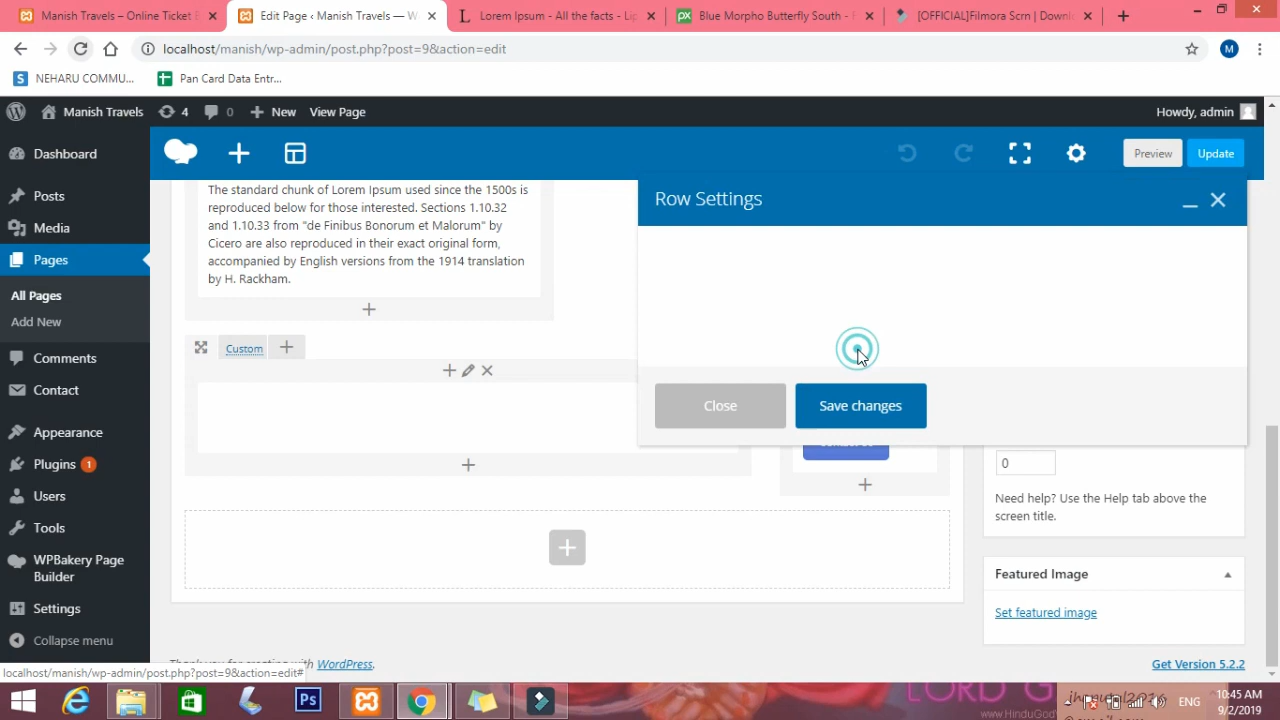 Manish Travels - Online Ticket B
Edit Page ‹ Manish Travels — W
Lorem Ipsum - All the facts - Lip
Blue Morpho Butterfly South -
[OFFICIAL]Filmora Scrn | Downl
localhost/manish/wp-admin/post.php?post=9&action=edit
M
NEHARU COMMU...
Pan Card Data Entr...
Manish Travels
4
0
New
View Page
Howdy, admin
Dashboard
Posts
Media
Pages
All Pages
Add New
Comments
Contact
Appearance
Plugins 1
Users
Tools
WPBakery Page
Builder
Settings
Collapse menu
Preview
Update
The standard chunk of Lorem Ipsum used since the 1500s is
reproduced below for those interested. Sections 1.10.32
and 1.10.33 from "de Finibus Bonorum et Malorum" by
Cicero are also reproduced in their exact original form,
accompanied by English versions from the 1914 translation
by H. Rackham.
Custom
Row Settings
Close
Save changes
0
Need help? Use the Help tab above the
screen title.
Featured Image
Set featured image
WordPress.
Get Version 5.2.2
localhost/manish/wp-admin/post.php?post=9&action=edit#
Ps
LORD G
www.HinduGod
ENG
10:45 AM
9/2/2019